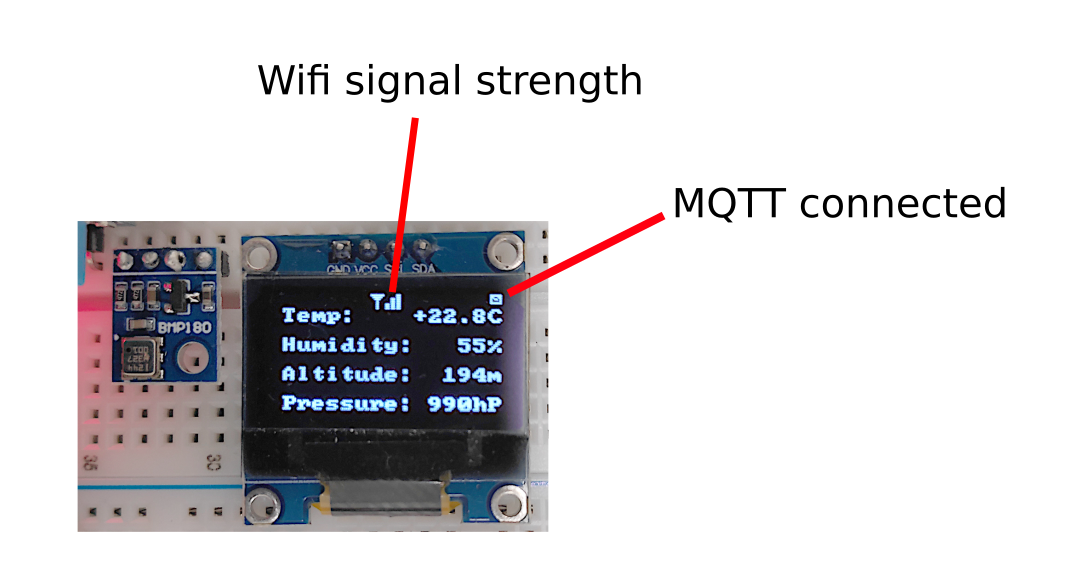 Wifi signal strength
MQTT connected
GND VCC SCL SDA
BMP180
Temp: +22.8C
Humidity: 55%
Altitude: 194m
Pressure: 990hP
35 30